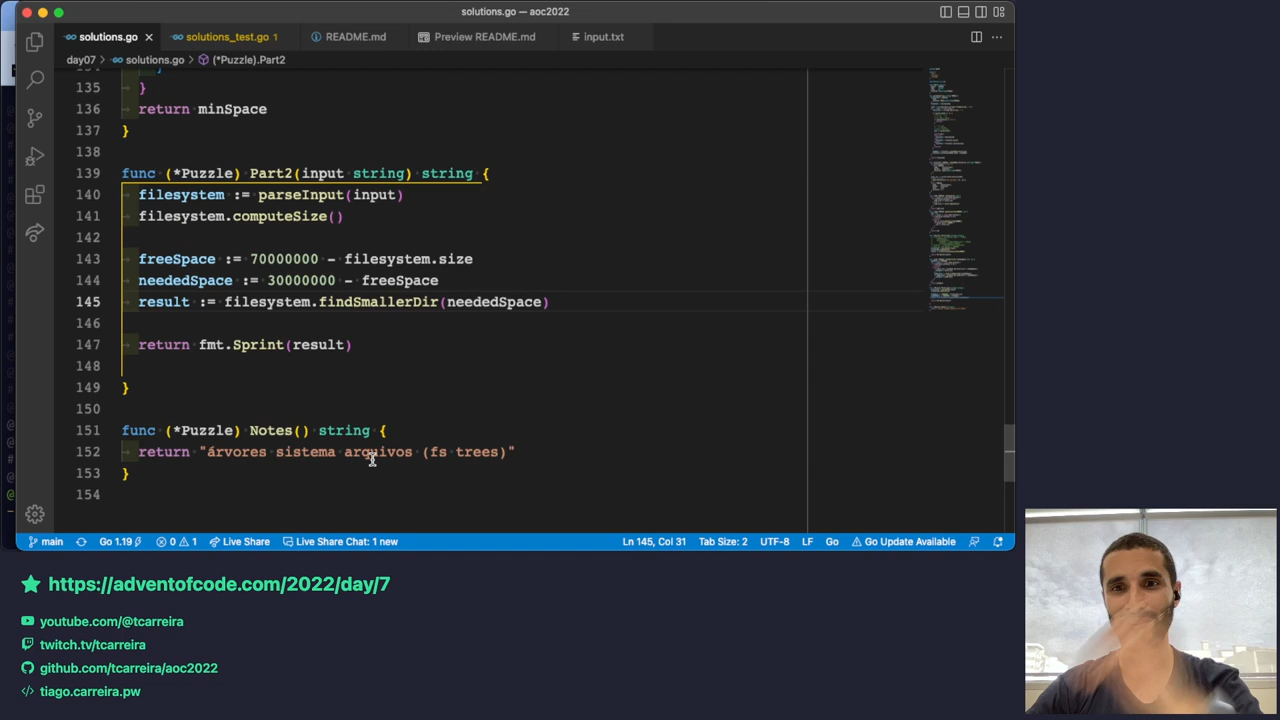 solutions.go — aoc2022
solutions.go
solutions_test.go 1
README.md
Preview README.md
input.txt
day07 > solutions.go > (*Puzzle).Part2
135 }
136 return minSpace
137 }
138
139 func (*Puzzle) Part2(input string) string {
140 filesystem := parseInput(input)
141 filesystem.computeSize()
142
143 freeSpace := 70000000 - filesystem.size
144 neededSpace := 30000000 - freeSpace
145 result := filesystem.findSmallerDir(neededSpace)
146
147 return fmt.Sprint(result)
148
149 }
150
151 func (*Puzzle) Notes() string {
152 return "árvores sistema arquivos (fs trees)"
153 }
154
main Go 1.19 0 1 Live Share Live Share Chat: 1 new Ln 145, Col 31 Tab Size: 2 UTF-8 LF Go Go Update Available
https://adventofcode.com/2022/day/7
youtube.com/@tcarreira
twitch.tv/tcarreira
github.com/tcarreira/aoc2022
</> tiago.carreira.pw